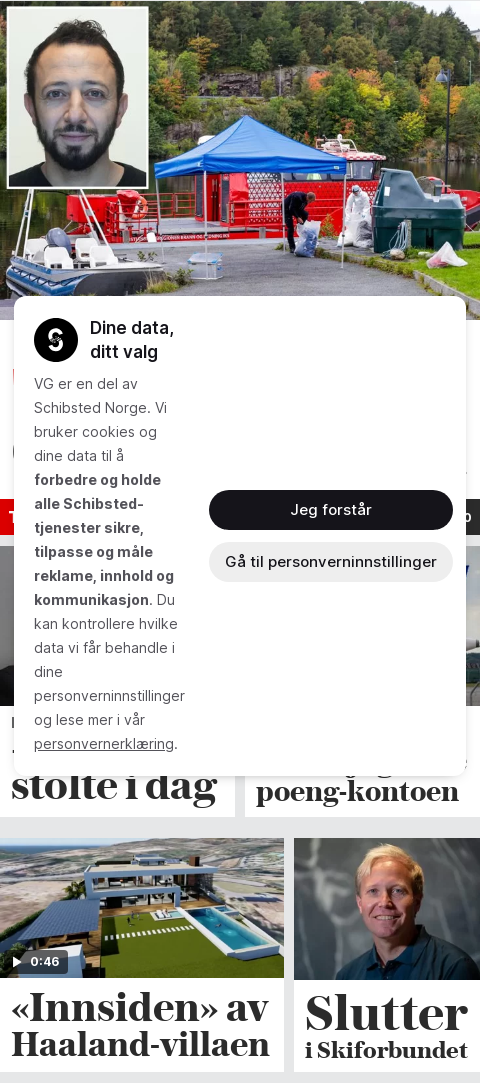 Dine data,
ditt valg
VG er en del av
Schibsted Norge. Vi
bruker cookies og
dine data til å
forbedre og holde
alle Schibsted-
tjenester sikre,
tilpasse og måle
reklame, innhold og
kommunikasjon. Du
kan kontrollere hvilke
data vi får behandle i
dine
personverninnstillinger
og lese mer i vår
personvernerklæring.
Jeg forstår
Gå til personverninnstillinger
stolte i dag
poeng-kontoen
0:46
«Innsiden» av
Haaland-villaen
Slutter
i Skiforbundet